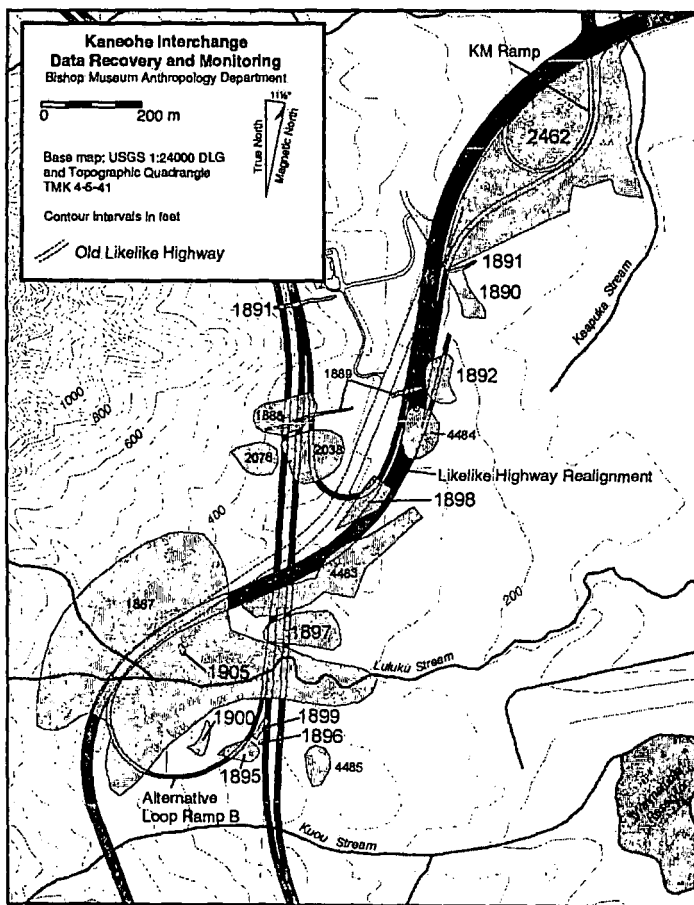 Kaneohe Interchange
Data Recovery and Monitoring
Bishop Museum Anthropology Department
0 200 m
11½°
True North
Magnetic North
Base map: USGS 1:24000 DLG
and Topographic Quadrangle
TMK 4-5-41
Contour Intervals in feet
Old Likelike Highway
KM Ramp
2462
Keapuka Stream
1891
1890
1891
1889
1892
1888
1000
800
600
2076
2038
4484
Likelike Highway Realignment
1898
400
4483
200
1887
1897
Luluku Stream
1905
1900
1899
1896
1895
4485
Alternative
Loop Ramp B
Kuou Stream